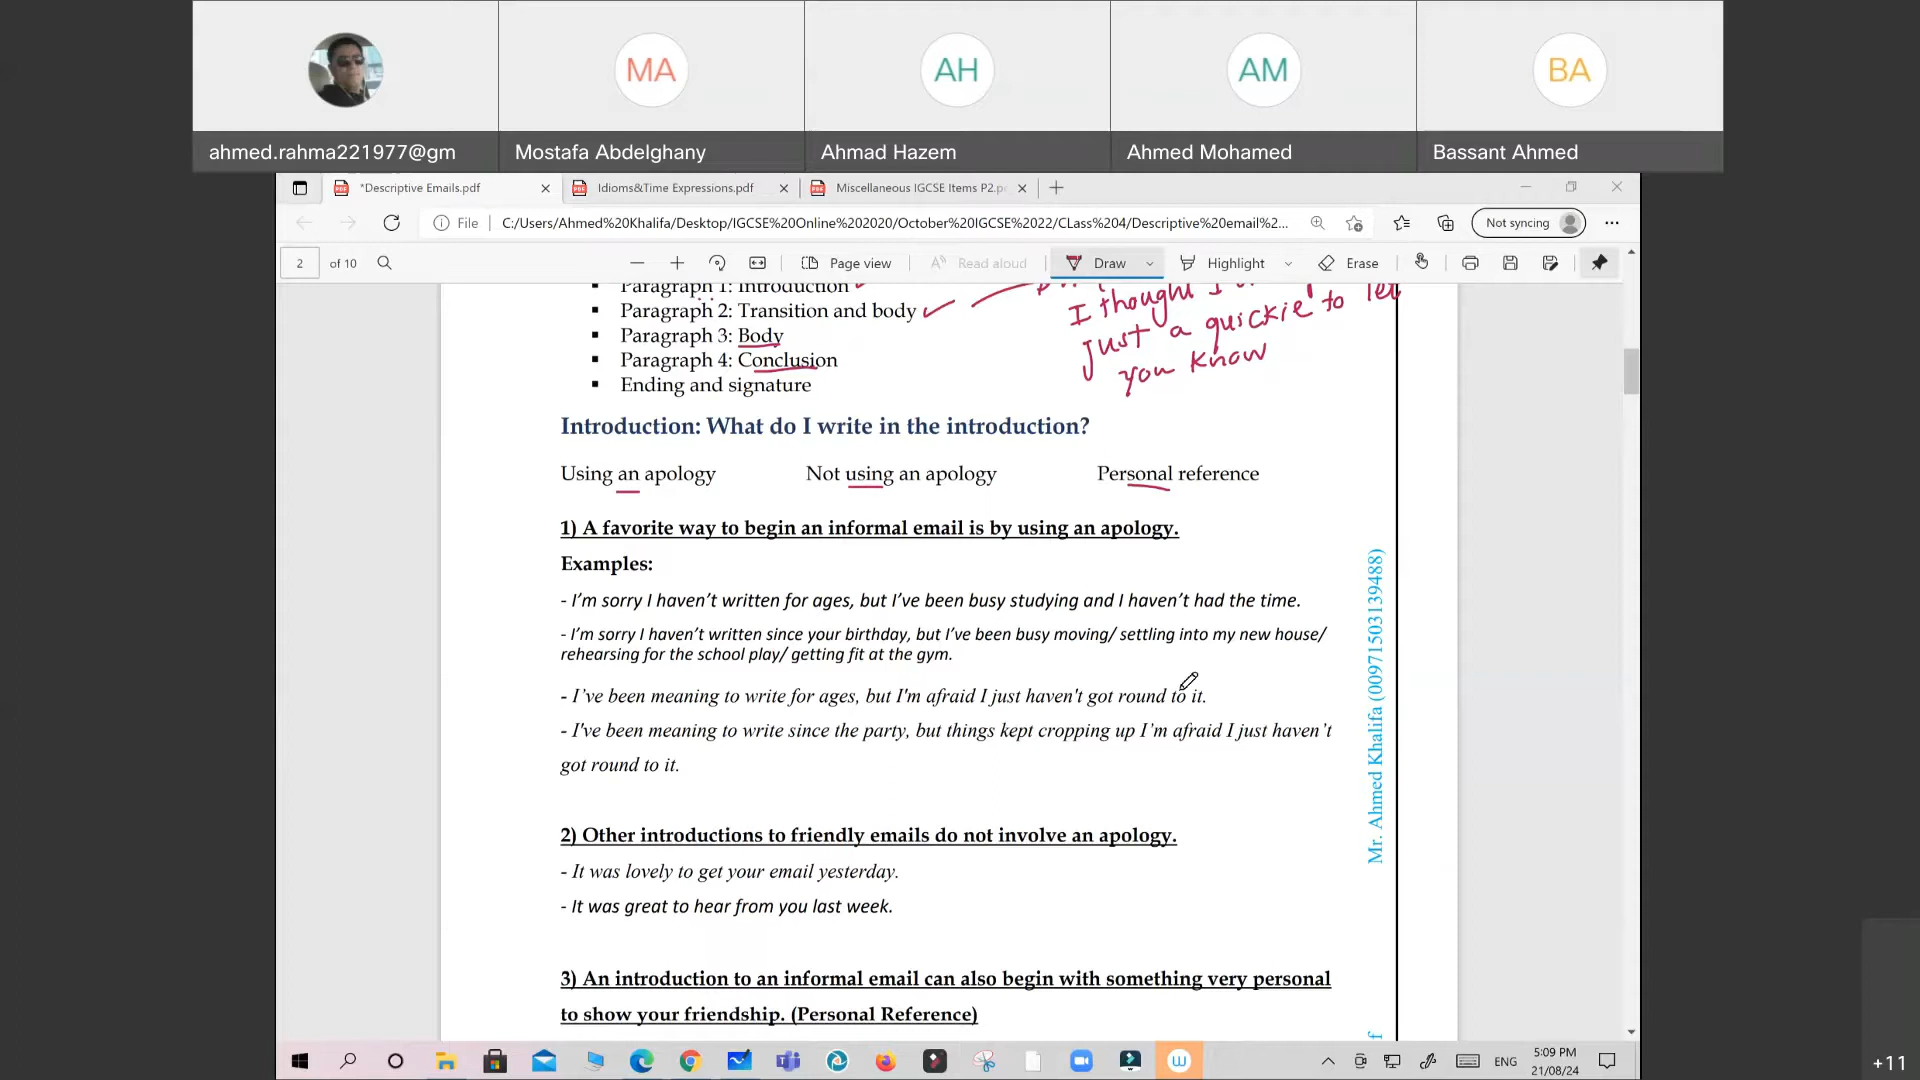 MA
AH
AM
BA
ahmed.rahma221977@gm
Mostafa Abdelghany
Ahmad Hazem
Ahmed Mohamed
Bassant Ahmed
*Descriptive Emails.pdf
Idioms&Time Expressions.pdf
Miscellaneous IGCSE Items P2.p
File
C:/Users/Ahmed%20Khalifa/Desktop/IGCSE%20Online%202020/October%20IGCSE%2022/CLass%204/Descriptive%20email%2...
Not syncing
2 of 10
Page view
Read aloud
Draw
Highlight
Erase
Paragraph 1: Introduction
Paragraph 2: Transition and body
Paragraph 3: Body
Paragraph 4: Conclusion
Ending and signature
I thought I
just a quickie to let
you know
Introduction: What do I write in the introduction?
Using an apology Not using an apology Personal reference
1) A favorite way to begin an informal email is by using an apology.
Examples:
- I’m sorry I haven’t written for ages, but I’ve been busy studying and I haven’t had the time.
- I’m sorry I haven’t written since your birthday, but I’ve been busy moving/ settling into my new house/
rehearsing for the school play/ getting fit at the gym.
- I’ve been meaning to write for ages, but I'm afraid I just haven't got round to it.
- I've been meaning to write since the party, but things kept cropping up I’m afraid I just haven’t
got round to it.
2) Other introductions to friendly emails do not involve an apology.
- It was lovely to get your email yesterday.
- It was great to hear from you last week.
3) An introduction to an informal email can also begin with something very personal
to show your friendship. (Personal Reference)
Mr. Ahmed Khalifa (00971503139488)
ENG
5:09 PM
21/08/24
+11